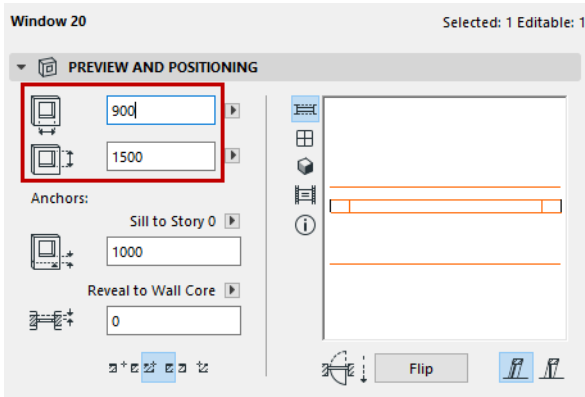 Window 20
Selected: 1 Editable: 1
PREVIEW AND POSITIONING
900
1500
Anchors:
Sill to Story 0
1000
Reveal to Wall Core
0
Flip